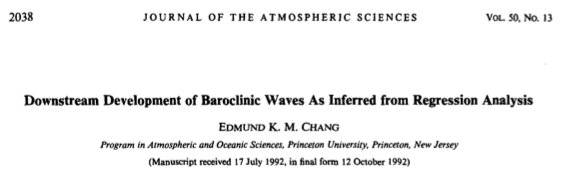 2038 JOURNAL OF THE ATMOSPHERIC SCIENCES VOL. 50, NO. 13
Downstream Development of Baroclinic Waves As Inferred from Regression Analysis
EDMUND K. M. CHANG
Program in Atmospheric and Oceanic Sciences, Princeton University, Princeton, New Jersey
(Manuscript received 17 July 1992, in final form 12 October 1992)